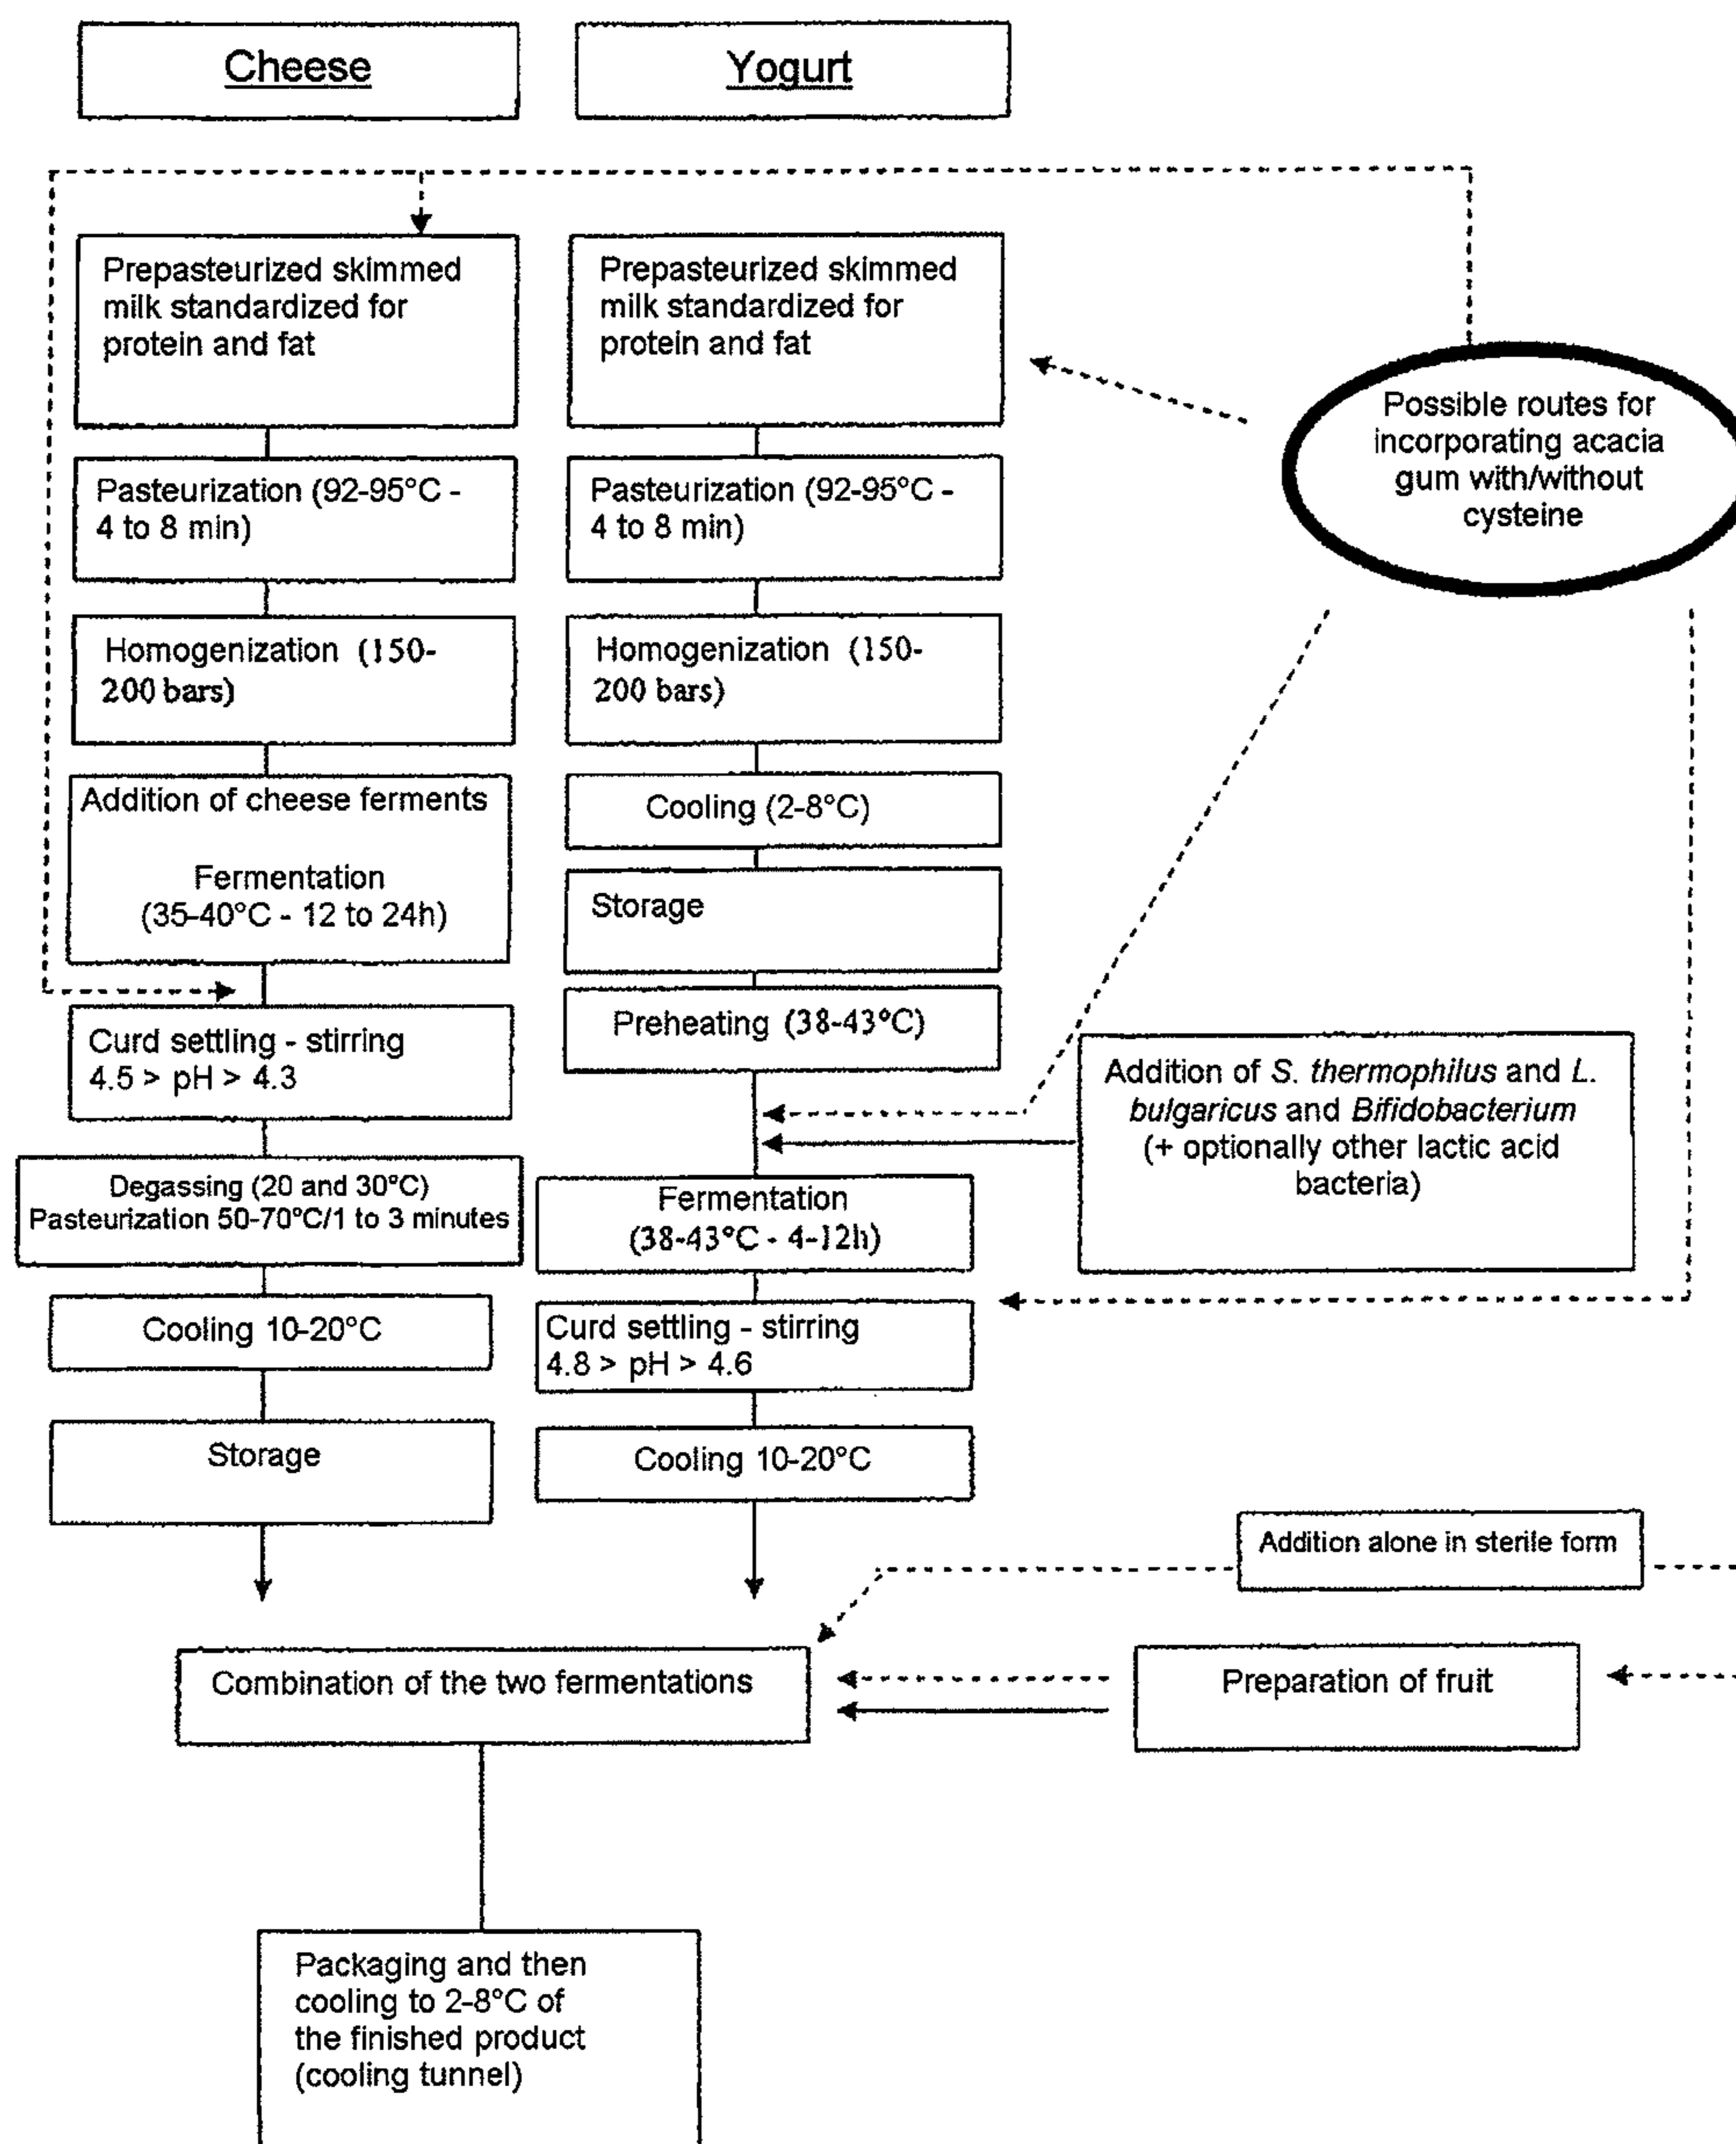 Cheese
Yogurt
Prepasteurized skimmed
milk standardized for
protein and fat
Pasteurization (92-95°C -
4 to 8 min)
Homogenization (150-
200 bars)
Addition of cheese ferments
Fermentation
(35-40°C - 12 to 24h)
Curd settling - stirring
4.5 > pH > 4.3
Degassing (20 and 30°C)
Pasteurization 50-70°C/1 to 3 minutes
Cooling 10-20°C
Storage
Prepasteurized skimmed
milk standardized for
protein and fat
Pasteurization (92-95°C -
4 to 8 min)
Homogenization (150-
200 bars)
Cooling (2-8°C)
Storage
Preheating (38-43°C)
Fermentation
(38-43°C - 4-12h)
Curd settling - stirring
4.8 > pH > 4.6
Cooling 10-20°C
Possible routes for
incorporating acacia
gum with/without
cysteine
Addition of S. thermophilus and L.
bulgaricus and Bifidobacterium
(+ optionally other lactic acid
bacteria)
Addition alone in sterile form
Combination of the two fermentations
Preparation of fruit
Packaging and then
cooling to 2-8°C of
the finished product
(cooling tunnel)